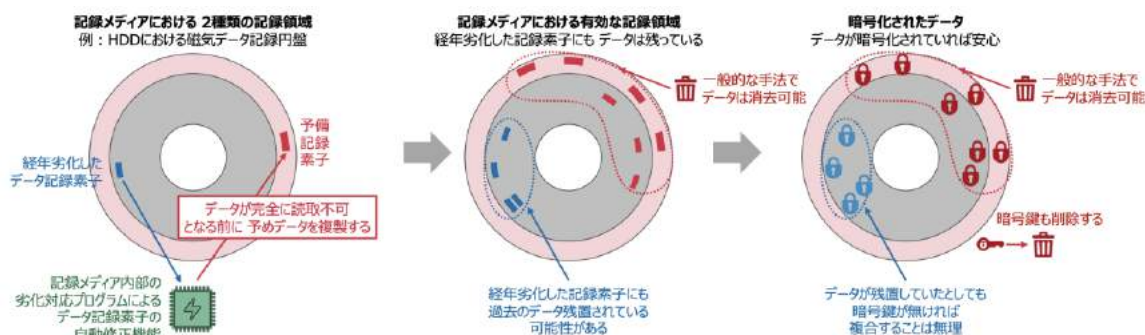 記録メディアにおける 2種類の記録領域
例：HDDにおける磁気データ記録円盤
予備
記録
素子
経年劣化した
データ記録素子
データが完全に読取不可
となる前に 予めデータを複製する
記録メディア内部の
劣化対応プログラムによる
データ記録素子の
自動修正機能
記録メディアにおける有効な記録領域
経年劣化した記録素子にも データは残っている
一般的な手法で
データは消去可能
経年劣化した記録素子にも
過去のデータ残置されている
可能性がある
暗号化されたデータ
データが暗号化されていれば安心
一般的な手法で
データは消去可能
暗号鍵も削除する
データが残置していたとしても
暗号鍵が無ければ
複合することは無理